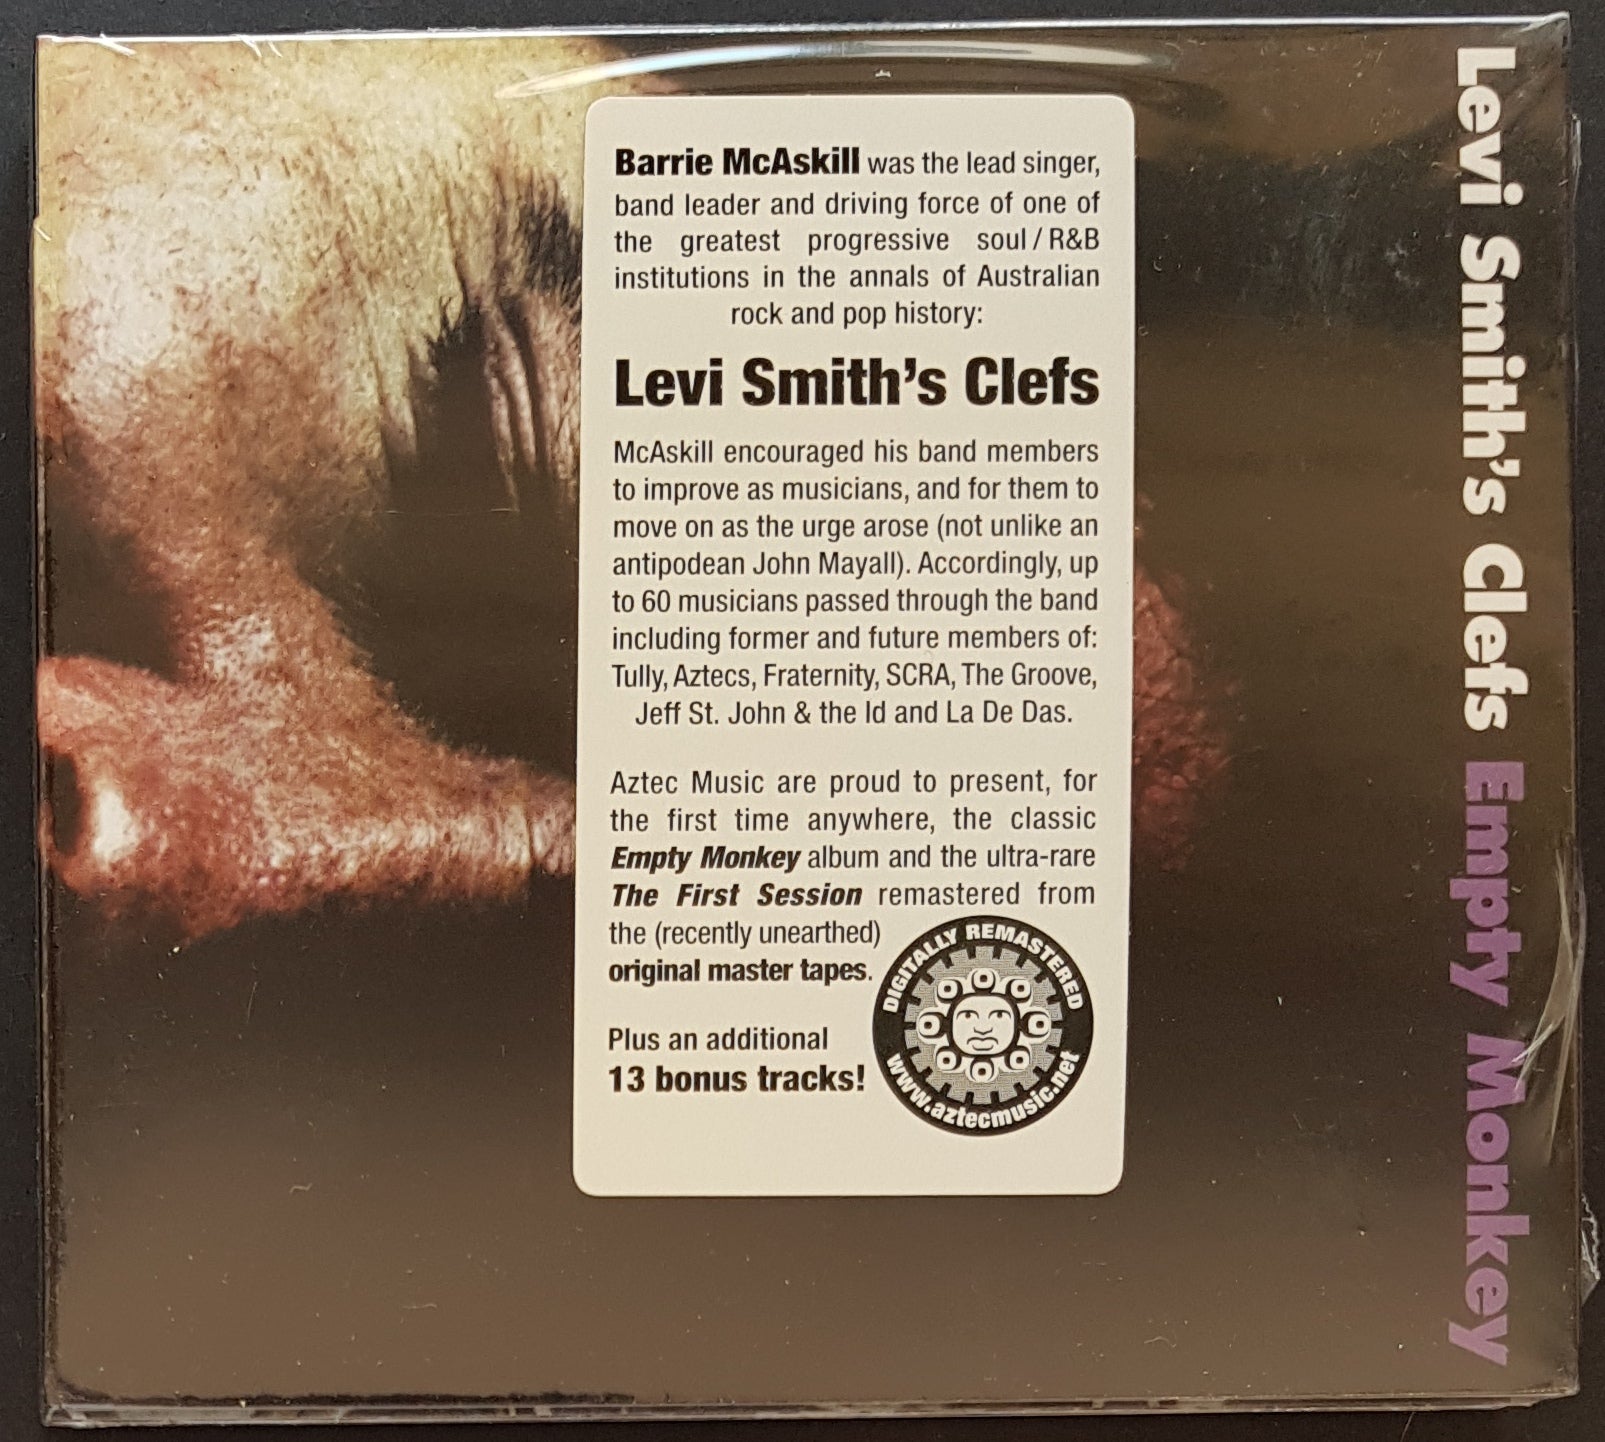 Barrie McAskill was the lead singer,
band leader and driving force of one of
the greatest progressive soul / R&B
institutions in the annals of Australian
rock and pop history:
Levi Smith's Clefs
McAskill encouraged his band members
to improve as musicians, and for them to
move on as the urge arose (not unlike an
antipodean John Mayall). Accordingly, up
to 60 musicians passed through the band
including former and future members of:
Tully, Aztecs, Fraternity, SCRA, The Groove,
Jeff St. John & the Id and La De Das.
Aztec Music are proud to present, for
the first time anywhere, the classic
Empty Monkey album and the ultra-rare
The First Session remastered from
the (recently unearthed)
original master tapes.
Plus an additional
13 bonus tracks!
DIGITALLY REMASTERED
www.aztecmusic.net
Levi Smith's Clefs Empty Monkey